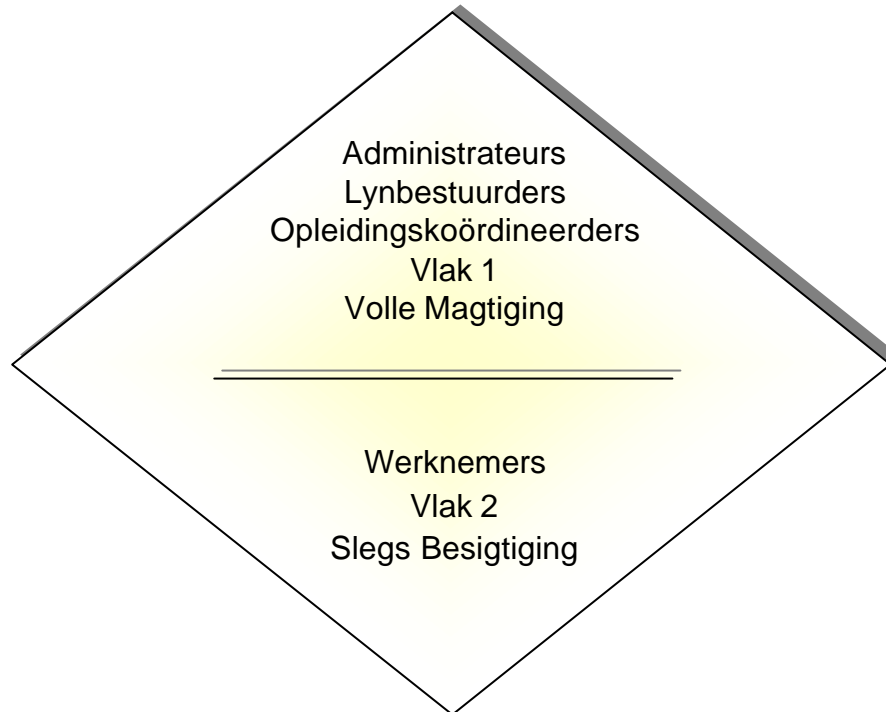 Administrateurs
Lynbestuurders
Opleidingskoördineerders
Vlak 1
Volle Magtiging
Werknemers
Vlak 2
Slegs Besigtiging